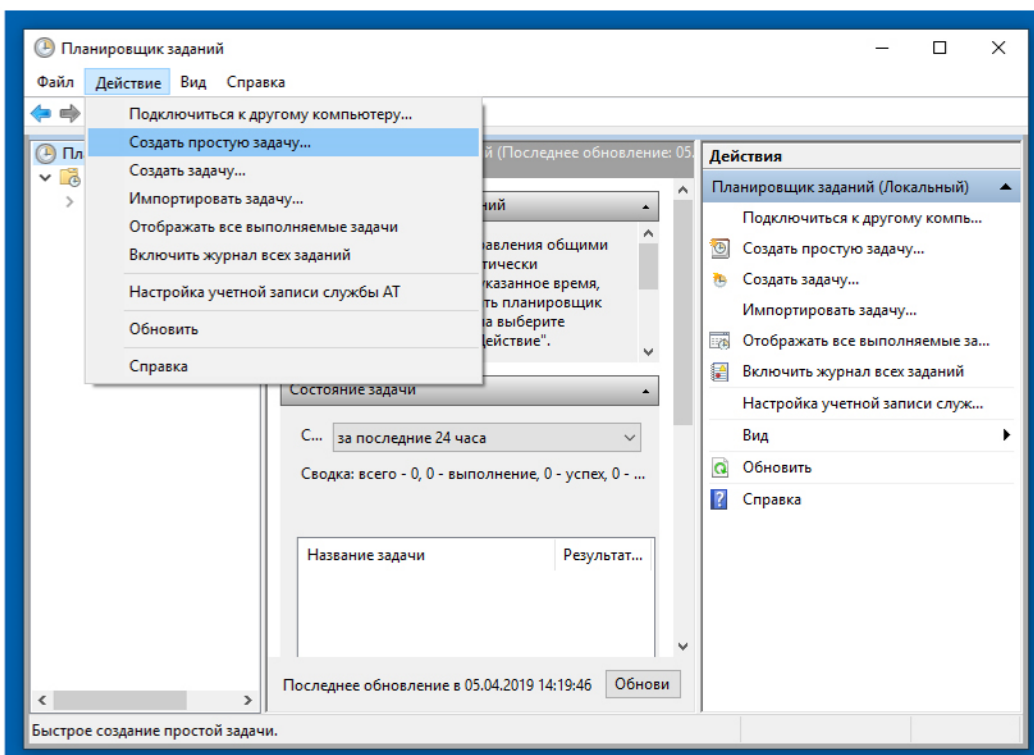 Планировщик заданий
Файл Действие Вид Справка
Подключиться к другому компьютеру...
Создать простую задачу...
Создать задачу...
Импортировать задачу...
Отображать все выполняемые задачи
Включить журнал всех заданий
Настройка учетной записи службы АТ
Обновить
Справка
Пл
й (Последнее обновление: 05.
ний
равления общими
тически
указанное время,
ть планировщик
на выберите
Действие".
Состояние задачи
С... за последние 24 часа
Сводка: всего - 0, 0 - выполнение, 0 - успех, 0 - ...
Название задачи Результат...
Последнее обновление в 05.04.2019 14:19:46 Обнови
Действия
Планировщик заданий (Локальный)
Подключиться к другому компь...
Создать простую задачу...
Создать задачу...
Импортировать задачу...
Отображать все выполняемые за...
Включить журнал всех заданий
Настройка учетной записи служ...
Вид
Обновить
Справка
Быстрое создание простой задачи.